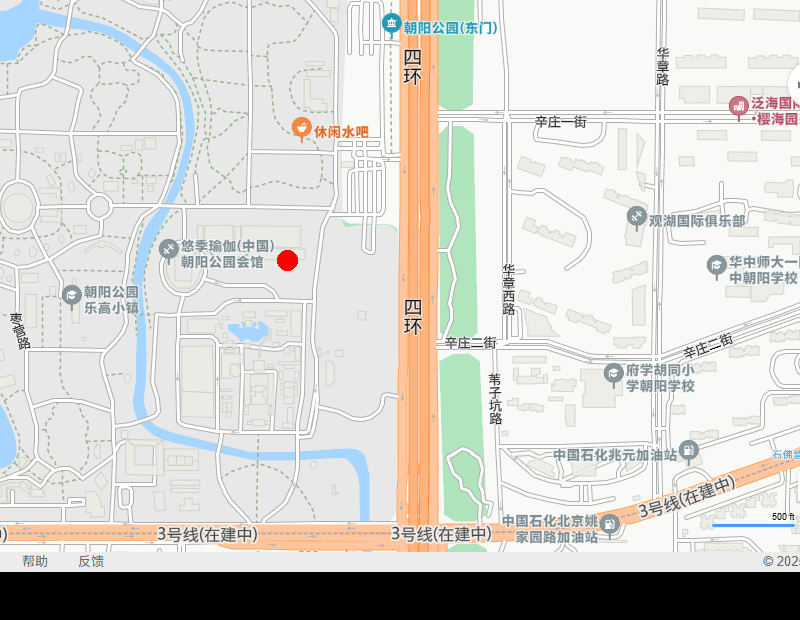 朝阳公园(东门)
四环
华章路
泛海国际
•樱海园
辛庄一街
休闲水吧
观湖国际俱乐部
悠季瑜伽(中国)
朝阳公园会馆
华中师大一
中朝阳学校
华章西路
朝阳公园
乐高小镇
枣营路
四环
辛庄二街
辛庄二街
府学胡同小
学朝阳学校
苇子坑路
中国石化兆元加油站
石佛营
3号线(在建中)
中国石化北京姚
家园路加油站
500 ft
3号线(在建中)
3号线(在建中)
帮助
反馈
© 202